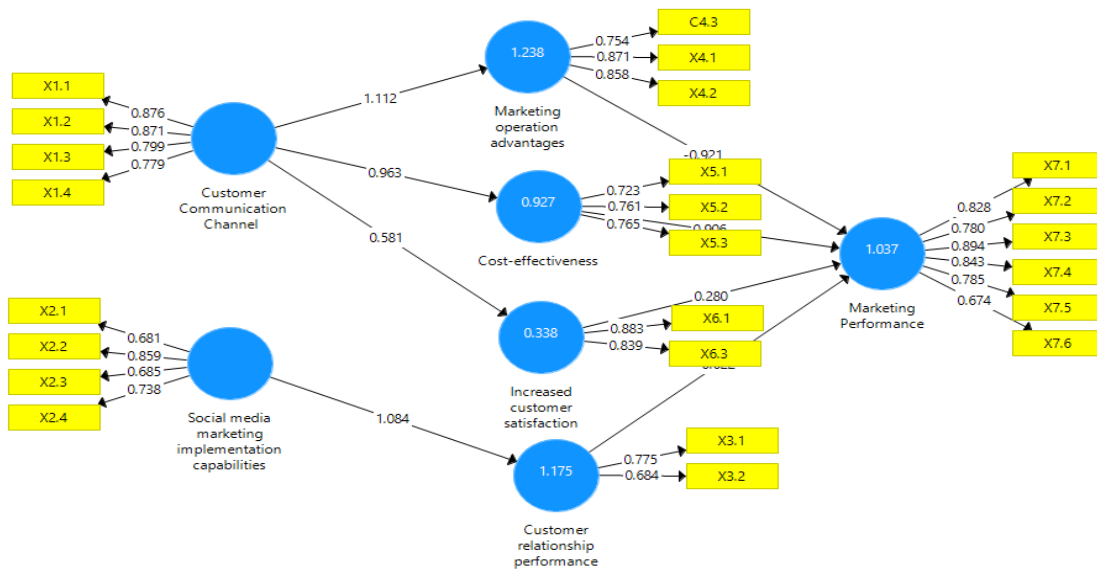 X1.1
X1.2
X1.3
X1.4
0.876
0.871
0.799
0.779
Customer
Communication
Channel
1.112
0.963
0.581
X2.1
X2.2
X2.3
X2.4
0.681
0.859
0.685
0.738
Social media
marketing
implementation
capabilities
1.084
1.238
Marketing
operation
advantages
0.754
0.871
0.858
C4.3
X4.1
X4.2
-0.921
0.927
Cost-effectiveness
0.723
0.761
0.765
X5.1
X5.2
X5.3
0.906
0.338
Increased
customer
satisfaction
0.280
0.883
0.839
X6.1
X6.3
1.175
Customer
relationship
performance
0.775
0.684
X3.1
X3.2
1.037
Marketing
Performance
0.828
0.780
0.894
0.843
0.785
0.674
X7.1
X7.2
X7.3
X7.4
X7.5
X7.6